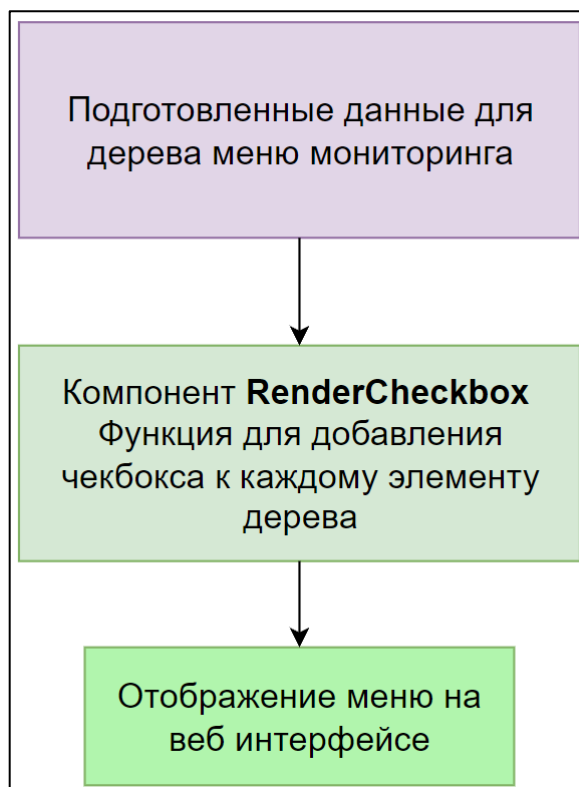 Подготовленные данные для
дерева меню мониторинга
Компонент RenderCheckbox
Функция для добавления
чекбокса к каждому элементу
дерева
Отображение меню на
веб интерфейсе